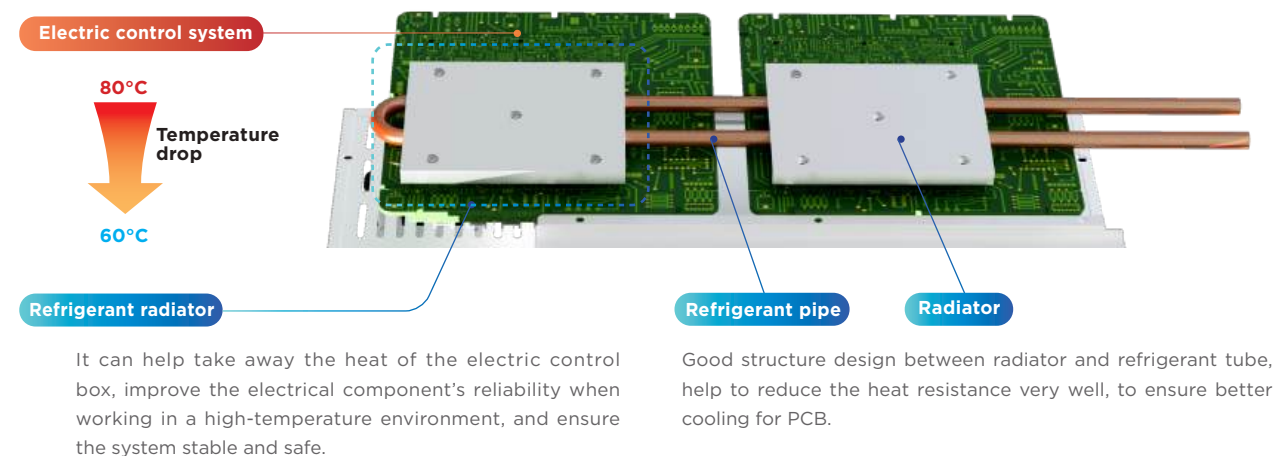 Electric control system
80°C
Temperature
drop
60°C
Refrigerant radiator
Refrigerant pipe
Radiator
It can help take away the heat of the electric control
box, improve the electrical component's reliability when
working in a high-temperature environment, and ensure
the system stable and safe.
Good structure design between radiator and refrigerant tube,
help to reduce the heat resistance very well, to ensure better
cooling for PCB.